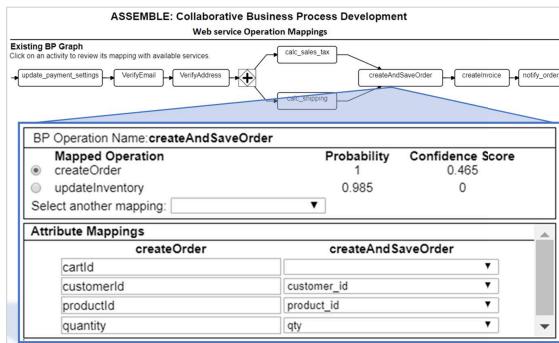 ASSEMBLE: Collaborative Business Process Development
Web service Operation Mappings
Existing BP Graph
Click on an activity to review its mapping with available services.
calc_sales_tax
update_payment_settings VerifyEmail VerifyAddress createAndSaveOrder createInvoice notify_order
calc_shipping
BP Operation Name:createAndSaveOrder
Mapped Operation Probability Confidence Score
createOrder 1 0.465
updateInventory 0.985 0
Select another mapping:
Attribute Mappings
createOrder createAndSaveOrder
cartId
customerId customer_id
productId product_id
quantity qty